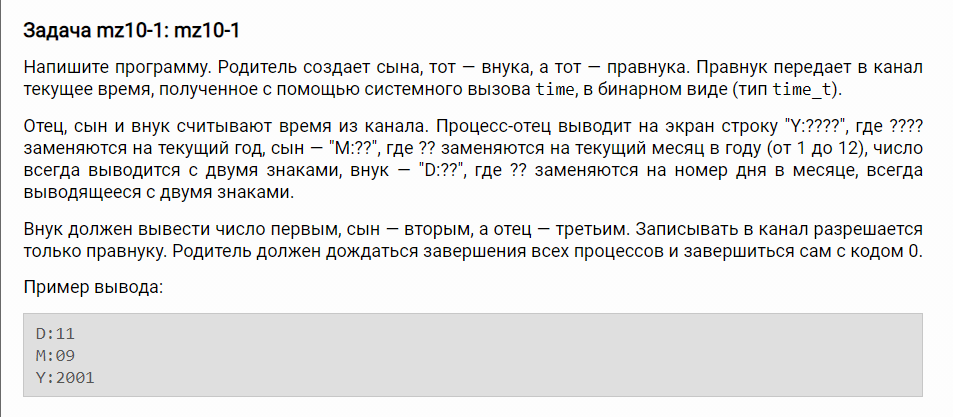 Задача mz10-1: mz10-1
Напишите программу. Родитель создает сына, тот — внука, а тот — правнука. Правнук передает в канал
текущее время, полученное с помощью системного вызова time, в бинарном виде (тип time_t).
Отец, сын и внук считывают время из канала. Процесс-отец выводит на экран строку "Y:????", где ????
заменяются на текущий год, сын — "M:??", где ?? заменяются на текущий месяц в году (от 1 до 12), число
всегда выводится с двумя знаками, внук — "D:??", где ?? заменяются на номер дня в месяце, всегда
выводящееся с двумя знаками.
Внук должен вывести число первым, сын — вторым, а отец — третьим. Записывать в канал разрешается
только правнуку. Родитель должен дождаться завершения всех процессов и завершиться сам с кодом 0.
Пример вывода:
D:11
M:09
Y:2001